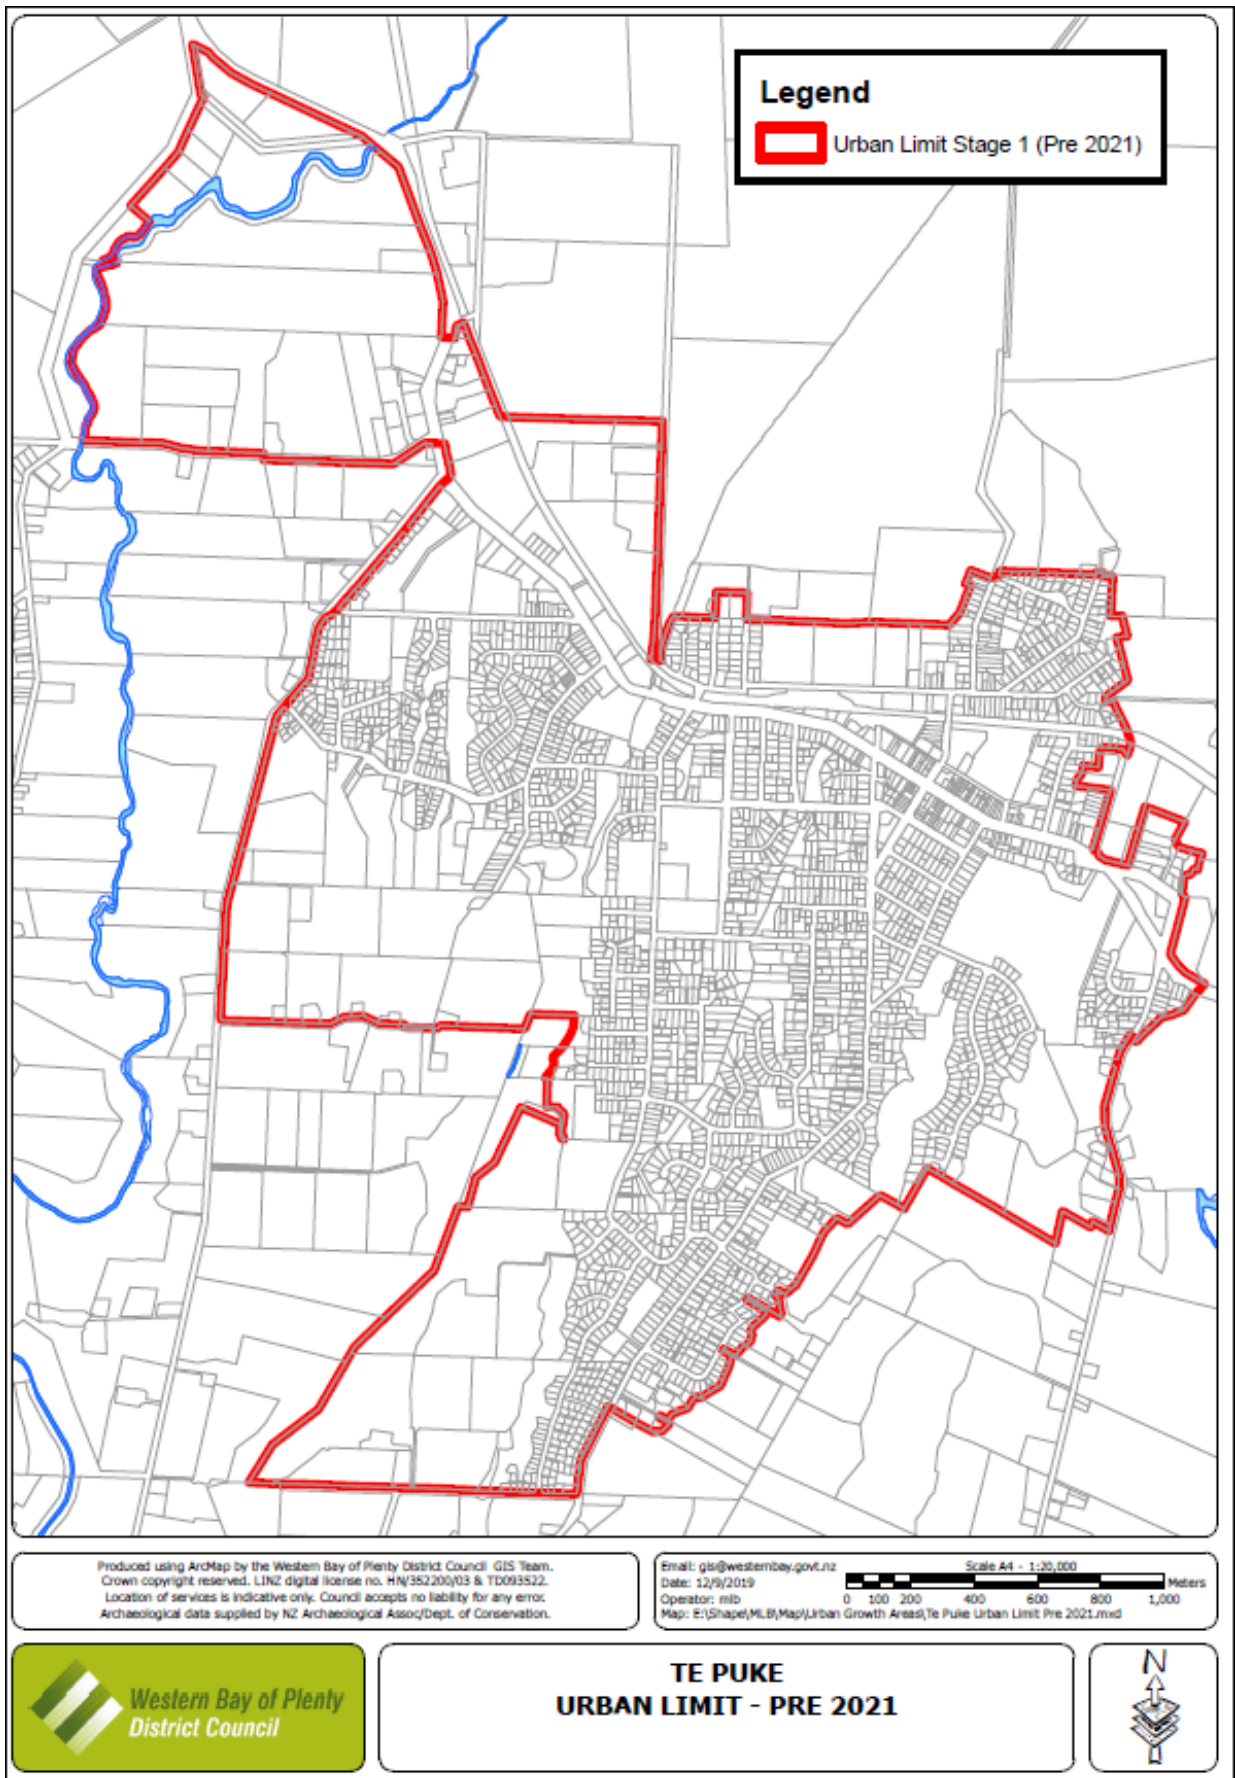 Legend
Urban Limit Stage 1 (Pre 2021)
Produced using ArcMap by the Western Bay of Plenty District Council GIS Team.
Crown copyright reserved. LINZ digital license no. HN/352200/03 & TD093522.
Location of services is indicative only. Council accepts no liability for any error.
Archaeological data supplied by NZ Archaeological Assoc/Dept. of Conservation.
Email: gis@westernbay.govt.nz
Date: 12/9/2019
Operator: mlb
Map: E:\Shape\MLB\Map\Urban Growth Areas\Te Puke Urban Limit Pre 2021.mxd
Scale A4 - 1:20,000
0 100 200 400 600 800 1,000
Meters
Western Bay of Plenty
District Council
TE PUKE
URBAN LIMIT - PRE 2021
N